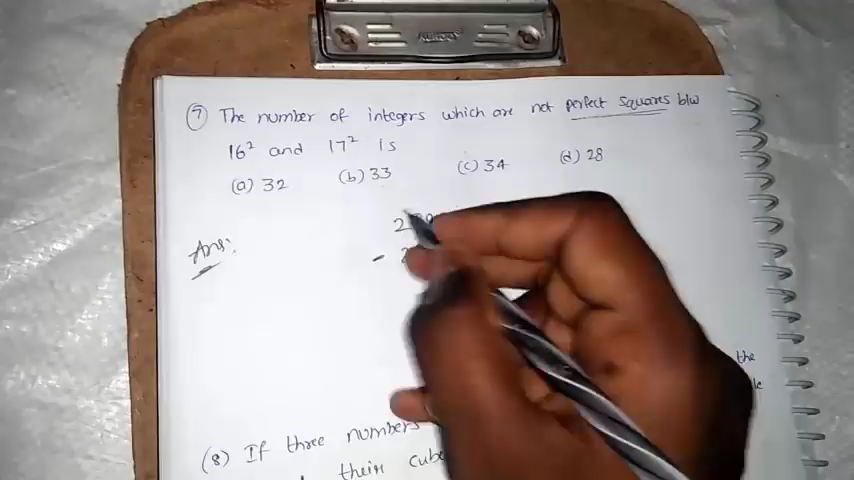 (7) The number of integers which are not perfect squares b/w
16² and 17² is
(a) 32 (b) 33 (c) 34 (d) 28
Ans:
(8) If three numbers the
their cube